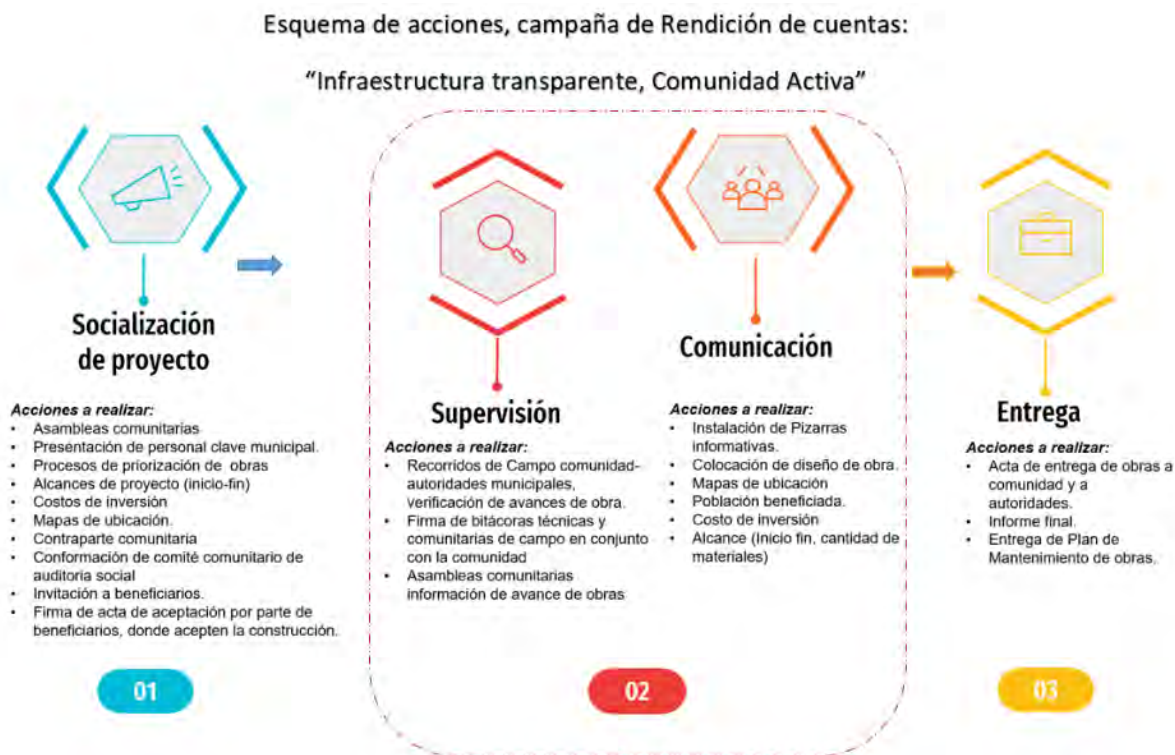 Esquema de acciones, campaña de Rendición de cuentas:
“Infraestructura transparente, Comunidad Activa”
Socialización
de proyecto
Acciones a realizar:
• Asambleas comunitarias
• Presentación de personal clave municipal.
• Procesos de priorización de obras
• Alcances de proyecto (inicio-fin)
• Costos de inversión
• Mapas de ubicación.
• Contraparte comunitaria
• Conformación de comité comunitario de
auditoria social
• Invitación a beneficiarios.
• Firma de acta de aceptación por parte de
beneficiarios, donde acepten la construcción.
01
Supervisión
Acciones a realizar:
• Recorridos de Campo comunidad-
autoridades municipales,
verificación de avances de obra.
• Firma de bitácoras técnicas y
comunitarias de campo en conjunto
con la comunidad
• Asambleas comunitarias
información de avance de obras
Comunicación
Acciones a realizar:
• Instalación de Pizarras
informativas.
• Colocación de diseño de obra.
• Mapas de ubicación
• Población beneficiada.
• Costo de inversión
• Alcance (Inicio fin, cantidad de
materiales)
02
Entrega
Acciones a realizar:
• Acta de entrega de obras a
comunidad y a
autoridades.
• Informe final.
• Entrega de Plan de
Mantenimiento de obras.
03